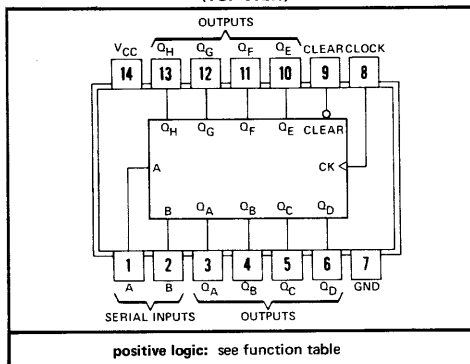 OUTPUTS
VCC QH QG QF QE CLEAR CLOCK
14 13 12 11 10 9 8
QH QG QF QE CLEAR
A CK
B QA QB QC QD
1 2 3 4 5 6 7
A B QA QB QC QD GND
SERIAL INPUTS OUTPUTS
positive logic: see function table